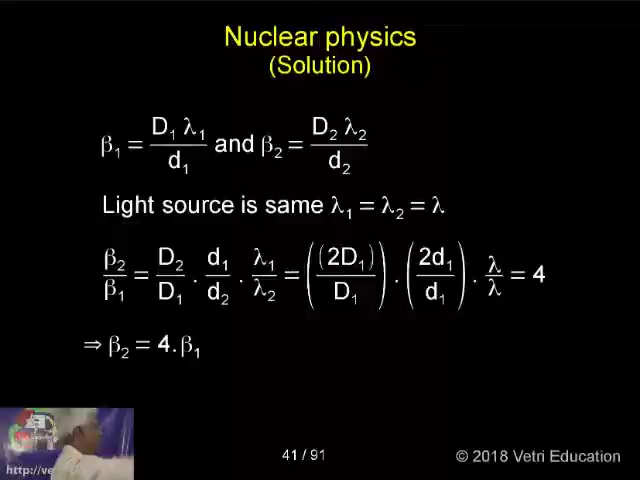 Nuclear physics
(Solution)
β₁ = D₁ λ₁ / d₁ and β₂ = D₂ λ₂ / d₂
Light source is same λ₁ = λ₂ = λ
β₂ / β₁ = D₂ / D₁ . d₁ / d₂ . λ₁ / λ₂ = ((2D₁) / D₁) . (2d₁ / d₁) . λ / λ = 4
⇒ β₂ = 4.β₁
http://ve
41 / 91
© 2018 Vetri Education